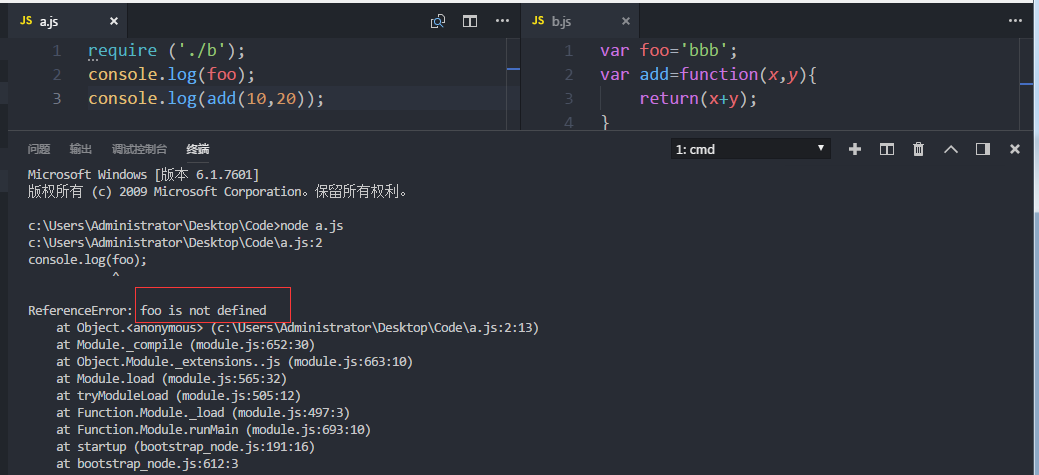 JS a.js ×
JS b.js ×
1 require ('./b');
2 console.log(foo);
3 console.log(add(10,20));
1 var foo='bbb';
2 var add=function(x,y){
3 return(x+y);
4 }
问题 输出 调试控制台 终端 1: cmd
Microsoft Windows [版本 6.1.7601]
版权所有 (c) 2009 Microsoft Corporation。保留所有权利。
c:\Users\Administrator\Desktop\Code>node a.js
c:\Users\Administrator\Desktop\Code\a.js:2
console.log(foo);
^
ReferenceError: foo is not defined
at Object.<anonymous> (c:\Users\Administrator\Desktop\Code\a.js:2:13)
at Module._compile (module.js:652:30)
at Object.Module._extensions..js (module.js:663:10)
at Module.load (module.js:565:32)
at tryModuleLoad (module.js:505:12)
at Function.Module._load (module.js:497:3)
at Function.Module.runMain (module.js:693:10)
at startup (bootstrap_node.js:191:16)
at bootstrap_node.js:612:3